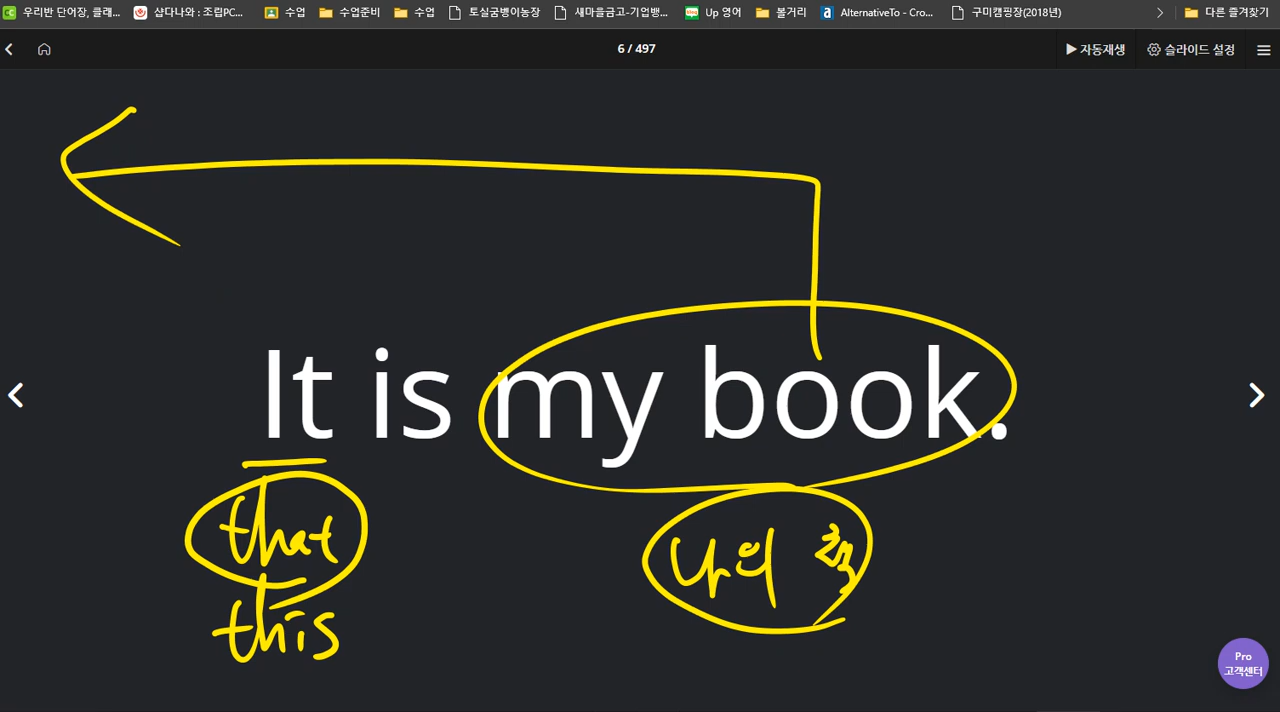 우리반 단어장, 클래... 샵다나와 : 조립PC... 수업 수업준비 수업 토실굼벵이농장 새마을금고-기업뱅... Up 영어 볼거리 AlternativeTo - Cro... 구미캠핑장(2018년) 다른 즐겨찾기
6 / 497 자동재생 슬라이드 설정
It is my book.
that 나의 책
this
Pro
고객센터